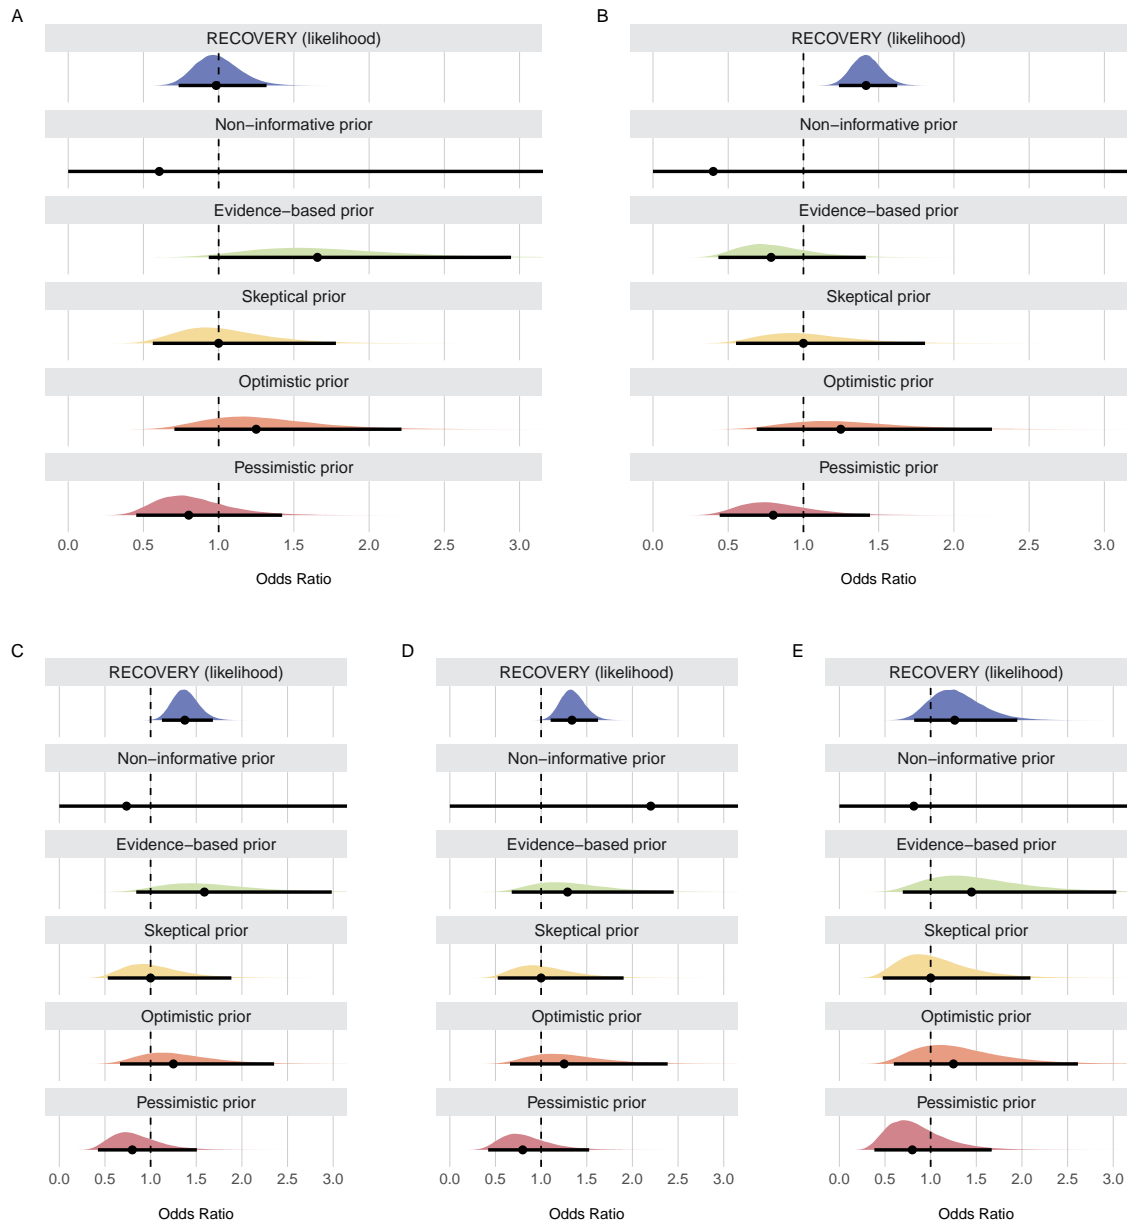 A
RECOVERY (likelihood)
Non−informative prior
Evidence−based prior
Skeptical prior
Optimistic prior
Pessimistic prior
0.0 0.5 1.0 1.5 2.0 2.5 3.0
Odds Ratio
B
RECOVERY (likelihood)
Non−informative prior
Evidence−based prior
Skeptical prior
Optimistic prior
Pessimistic prior
0.0 0.5 1.0 1.5 2.0 2.5 3.0
Odds Ratio
C
RECOVERY (likelihood)
Non−informative prior
Evidence−based prior
Skeptical prior
Optimistic prior
Pessimistic prior
0.0 0.5 1.0 1.5 2.0 2.5 3.0
Odds Ratio
D
RECOVERY (likelihood)
Non−informative prior
Evidence−based prior
Skeptical prior
Optimistic prior
Pessimistic prior
0.0 0.5 1.0 1.5 2.0 2.5 3.0
Odds Ratio
E
RECOVERY (likelihood)
Non−informative prior
Evidence−based prior
Skeptical prior
Optimistic prior
Pessimistic prior
0.0 0.5 1.0 1.5 2.0 2.5 3.0
Odds Ratio